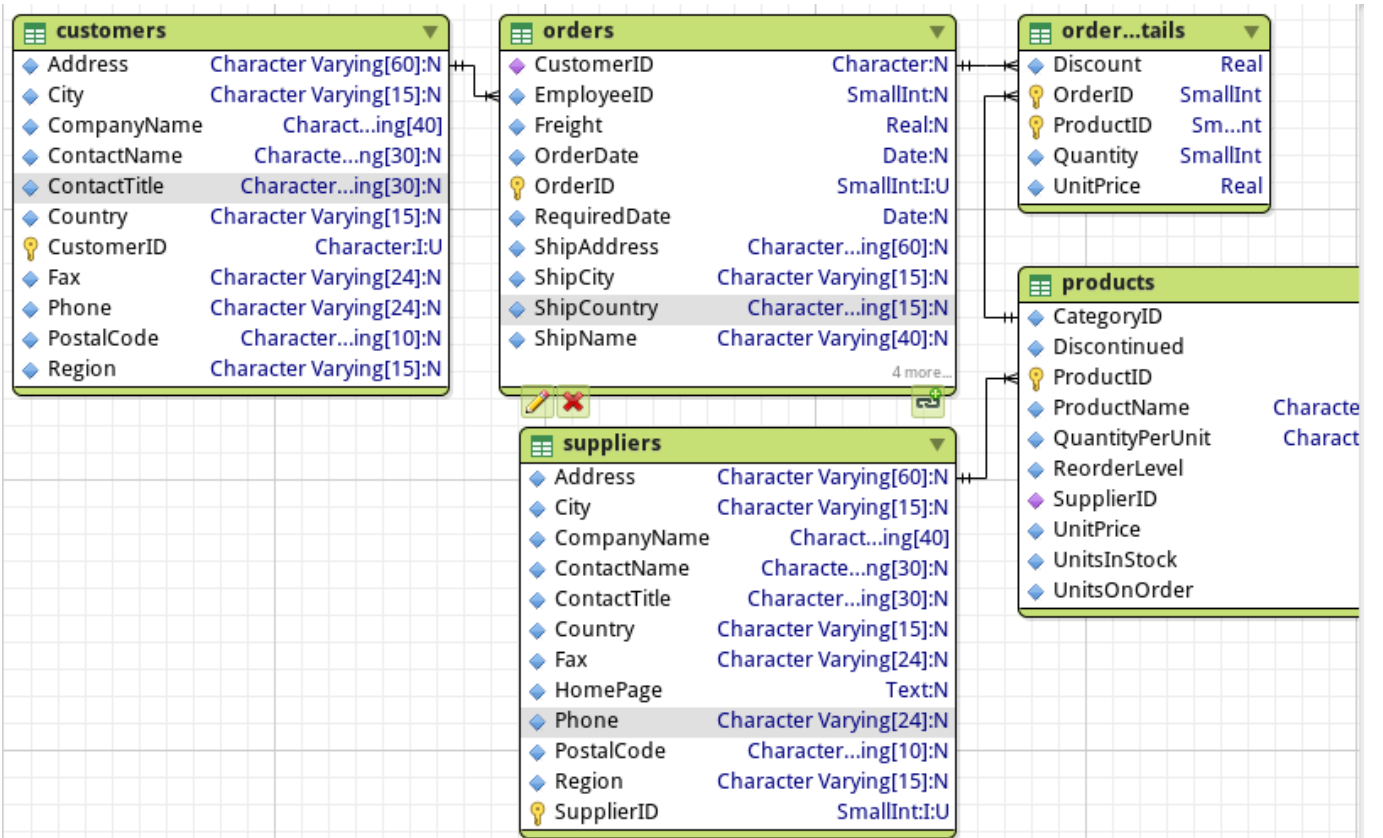 customers
Address Character Varying[60]:N
City Character Varying[15]:N
CompanyName Charact...ing[40]
ContactName Characte...ng[30]:N
ContactTitle Character...ing[30]:N
Country Character Varying[15]:N
CustomerID Character:I:U
Fax Character Varying[24]:N
Phone Character Varying[24]:N
PostalCode Character...ing[10]:N
Region Character Varying[15]:N
orders
CustomerID Character:N
EmployeeID SmallInt:N
Freight Real:N
OrderDate Date:N
OrderID SmallInt:I:U
RequiredDate Date:N
ShipAddress Character...ing[60]:N
ShipCity Character Varying[15]:N
ShipCountry Character...ing[15]:N
ShipName Character Varying[40]:N
4 more...
order...tails
Discount Real
OrderID SmallInt
ProductID Sm...nt
Quantity SmallInt
UnitPrice Real
products
CategoryID
Discontinued
ProductID
ProductName Characte
QuantityPerUnit Charact
ReorderLevel
SupplierID
UnitPrice
UnitsInStock
UnitsOnOrder
suppliers
Address Character Varying[60]:N
City Character Varying[15]:N
CompanyName Charact...ing[40]
ContactName Characte...ng[30]:N
ContactTitle Character...ing[30]:N
Country Character Varying[15]:N
Fax Character Varying[24]:N
HomePage Text:N
Phone Character Varying[24]:N
PostalCode Character...ing[10]:N
Region Character Varying[15]:N
SupplierID SmallInt:I:U